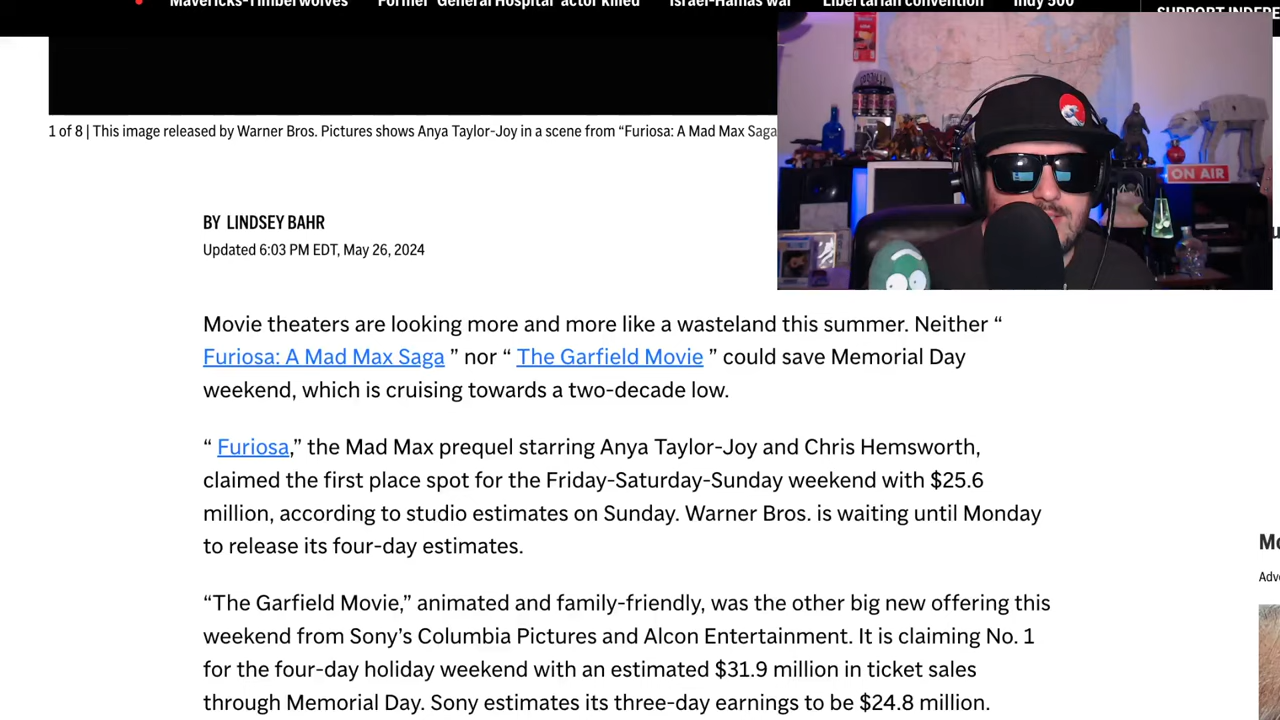 Mavericks-Timberwolves Former 'General Hospital' actor killed Israel-Hamas war Libertarian convention Indy 500
SUPPORT INDEPE
1 of 8 | This image released by Warner Bros. Pictures shows Anya Taylor-Joy in a scene from “Furiosa: A Mad Max Saga
ON AIR
BY LINDSEY BAHR
Updated 6:03 PM EDT, May 26, 2024
Movie theaters are looking more and more like a wasteland this summer. Neither “
Furiosa: A Mad Max Saga ” nor “ The Garfield Movie ” could save Memorial Day
weekend, which is cruising towards a two-decade low.
“ Furiosa,” the Mad Max prequel starring Anya Taylor-Joy and Chris Hemsworth,
claimed the first place spot for the Friday-Saturday-Sunday weekend with $25.6
million, according to studio estimates on Sunday. Warner Bros. is waiting until Monday
to release its four-day estimates.
Mo
Adve
“The Garfield Movie,” animated and family-friendly, was the other big new offering this
weekend from Sony’s Columbia Pictures and Alcon Entertainment. It is claiming No. 1
for the four-day holiday weekend with an estimated $31.9 million in ticket sales
through Memorial Day. Sony estimates its three-day earnings to be $24.8 million.